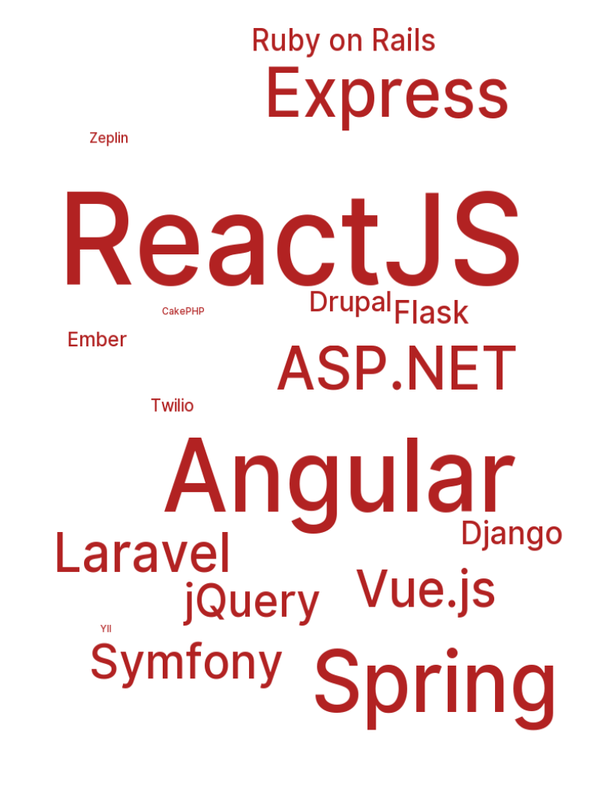 Ruby on Rails
Express
Zeplin
ReactJS
Drupal
Flask
CakePHP
Ember
ASP.NET
Twilio
Angular
Django
Laravel
Vue.js
jQuery
YII
Symfony
Spring